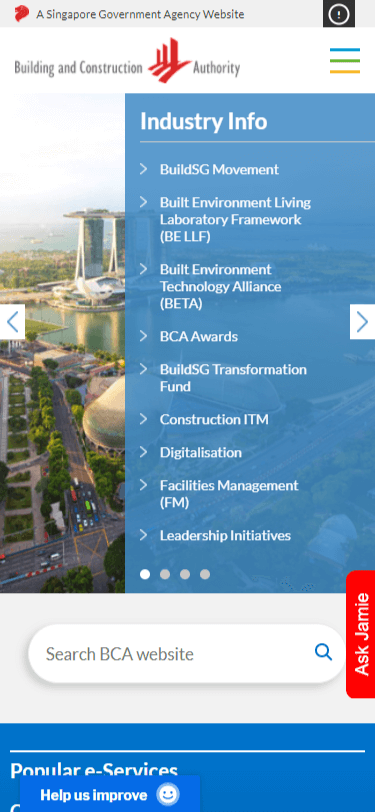 A Singapore Government Agency Website
Building and Construction Authority
Industry Info
BuildSG Movement
Built Environment Living
Laboratory Framework
(BE LLF)
Built Environment
Technology Alliance
(BETA)
BCA Awards
BuildSG Transformation
Fund
Construction ITM
Digitalisation
Facilities Management
(FM)
Leadership Initiatives
Ask Jamie
Search BCA website
Popular e-Services
Help us improve